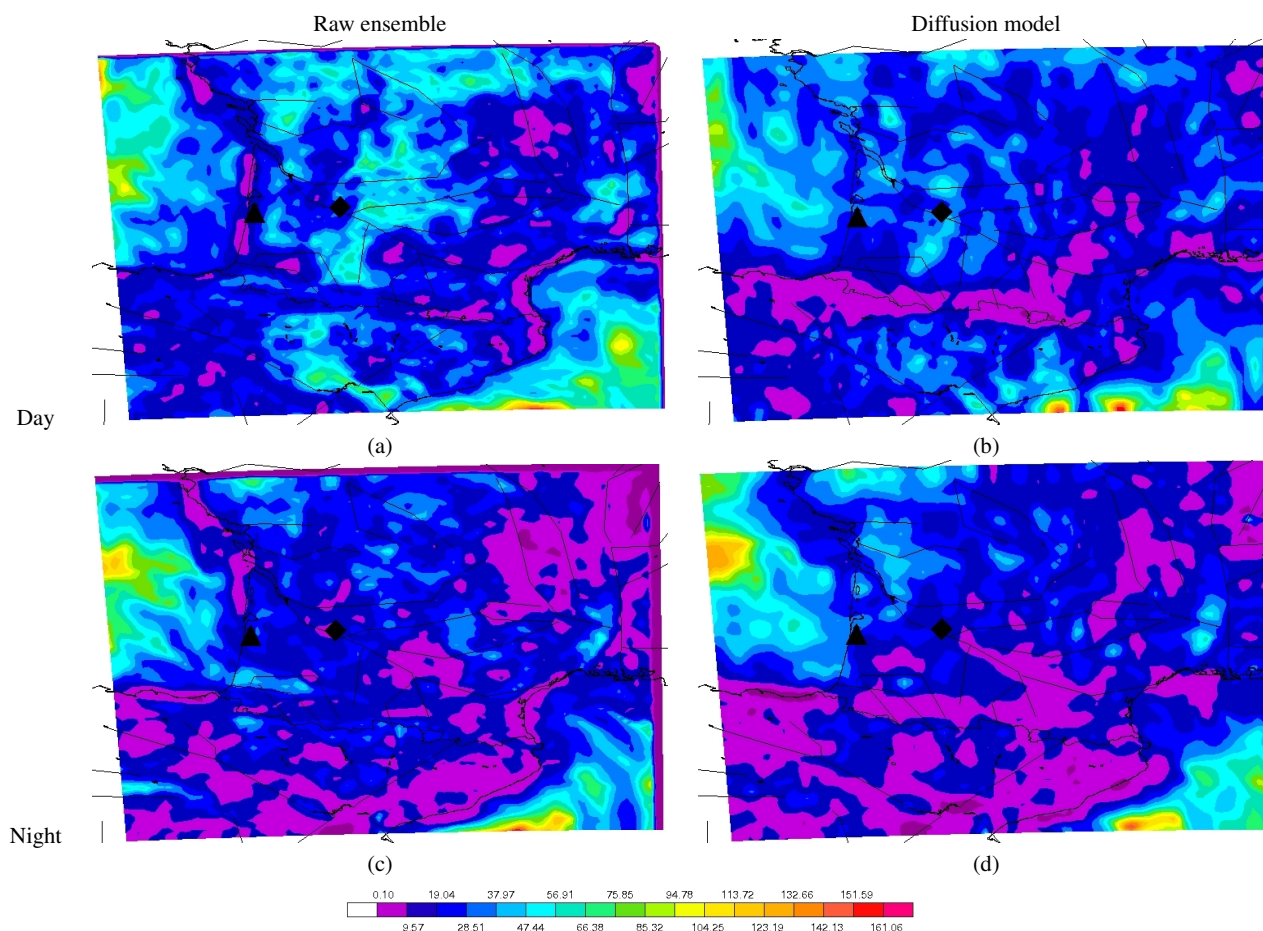 Raw ensemble Diffusion model
Day
(a) (b)
Night
(c) (d)
0.10 19.04 37.97 56.91 75.85 94.78 113.72 132.66 151.59
9.57 28.51 47.44 66.38 85.32 104.25 123.19 142.13 161.06